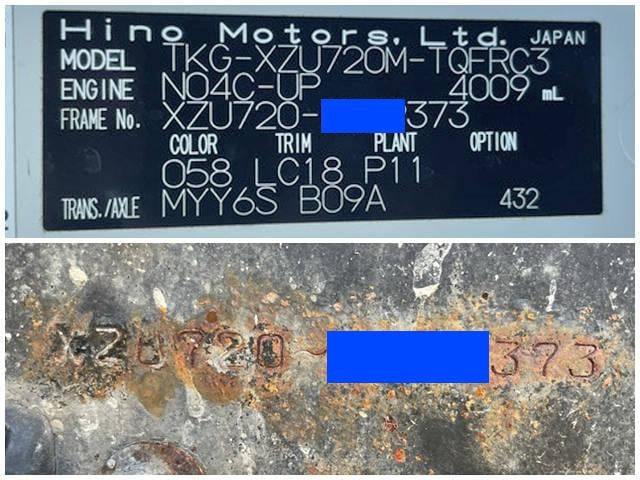 Hino Motors, Ltd. JAPAN
MODEL TKG-XZU720M-TQFRC3
ENGINE N04C-UP 4009 mL
FRAME No. XZU720- 373
COLOR TRIM PLANT OPTION
058 LC18 P11
TRANS./AXLE MYY6S B09A 432
XZU720- 373